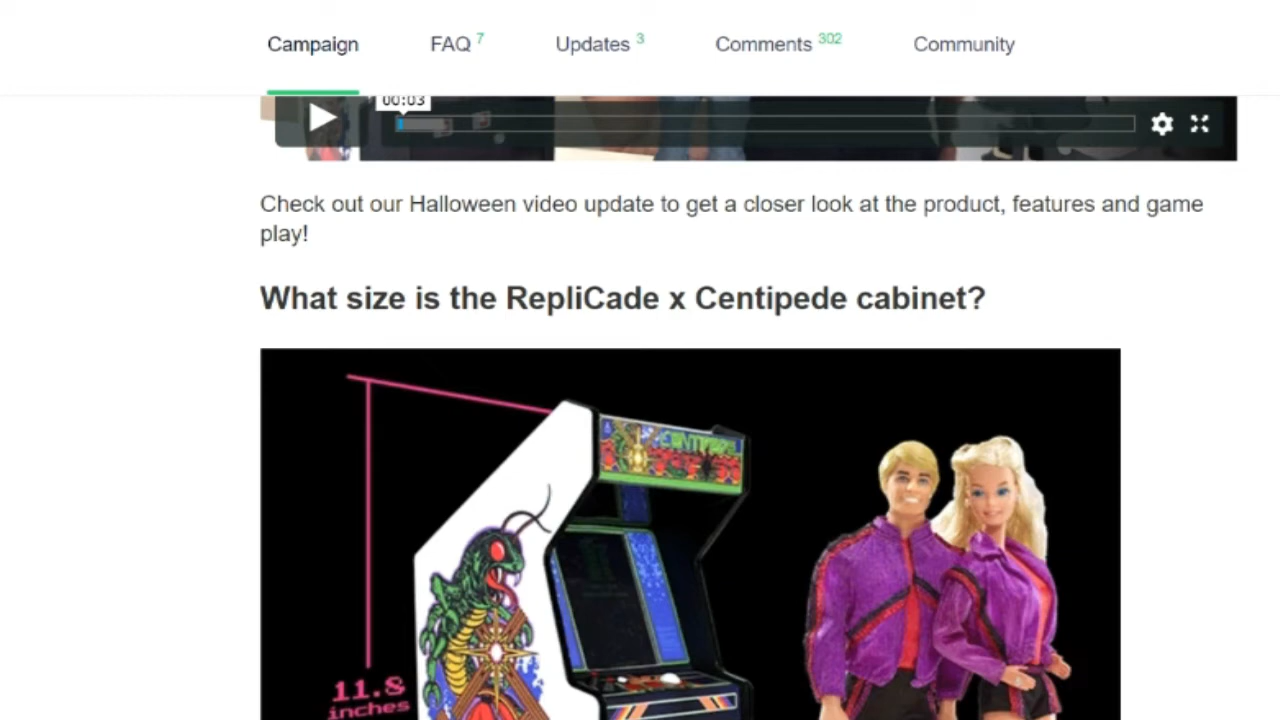 Campaign
FAQ 7
Updates 3
Comments 302
Community
00:03
Check out our Halloween video update to get a closer look at the product, features and game
play!
What size is the RepliCade x Centipede cabinet?
CENTIPEDE
11.8
inches